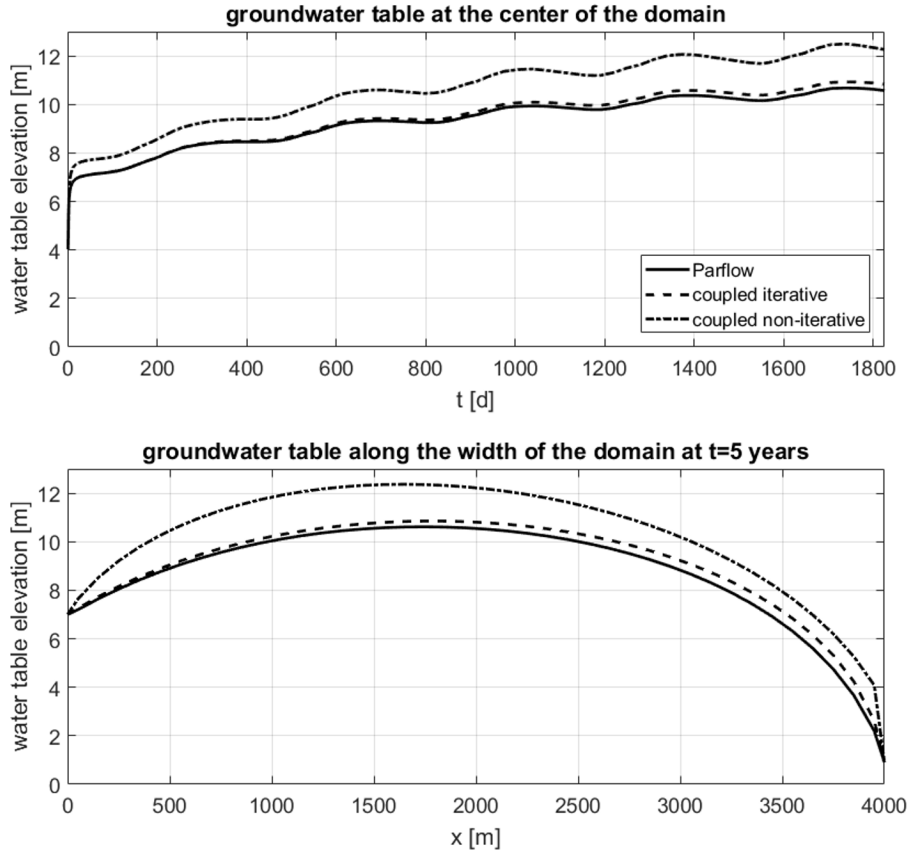 groundwater table at the center of the domain
water table elevation [m]
12
10
8
6
4
2
0
Parflow
coupled iterative
coupled non-iterative
0 200 400 600 800 1000 1200 1400 1600 1800
t [d]
groundwater table along the width of the domain at t=5 years
water table elevation [m]
12
10
8
6
4
2
0
0 500 1000 1500 2000 2500 3000 3500 4000
x [m]